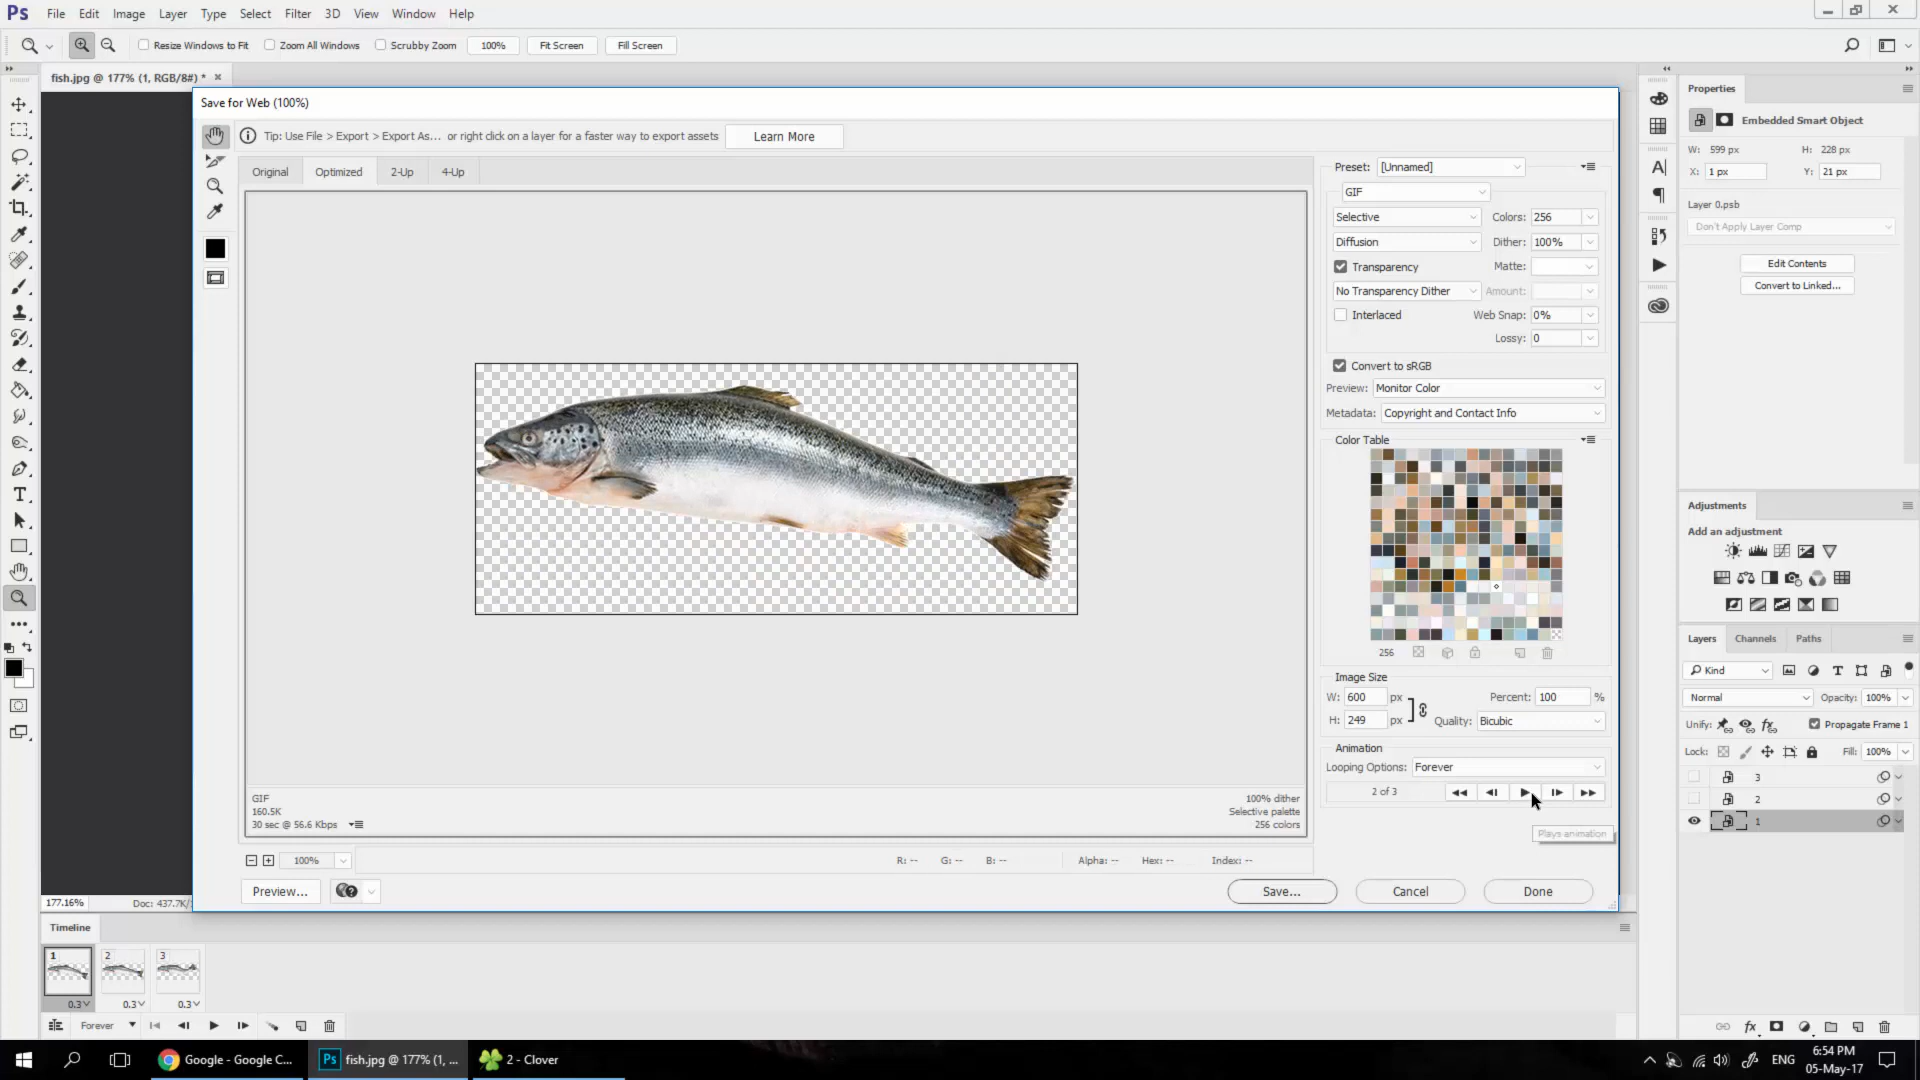 Ps File Edit Image Layer Type Select Filter 3D View Window Help
Resize Windows to Fit Zoom All Windows Scrubby Zoom 100% Fit Screen Fill Screen
fish.jpg @ 177% (1, RGB/8#) *
Save for Web (100%)
Tip: Use File > Export > Export As... or right click on a layer for a faster way to export assets Learn More
Original Optimized 2-Up 4-Up
GIF
160.5K
30 sec @ 56.6 Kbps
100% dither
Selective palette
256 colors
100% R: -- G: -- B: -- Alpha: -- Hex: -- Index: --
Preview... Save... Cancel Done
Preset: [Unnamed]
GIF
Selective Colors: 256
Diffusion Dither: 100%
Transparency Matte:
No Transparency Dither Amount:
Interlaced Web Snap: 0%
Lossy: 0
Convert to sRGB
Preview: Monitor Color
Metadata: Copyright and Contact Info
Color Table
256
Image Size
W: 600 px Percent: 100 %
H: 249 px Quality: Bicubic
Animation
Looping Options: Forever
2 of 3
Plays animation
Properties
Embedded Smart Object
W: 599 px H: 228 px
X: 1 px Y: 21 px
Layer 0.psb
Don't Apply Layer Comp
Edit Contents
Convert to Linked...
Adjustments
Add an adjustment
Layers Channels Paths
Kind
Normal Opacity: 100%
Unify: Propagate Frame 1
Lock: Fill: 100%
3
2
1
177.16% Doc: 437.7K/
Timeline
1 2 3
0.3 0.3 0.3
Forever
Google - Google C... fish.jpg @ 177% (1, ... 2 - Clover
ENG 6:54 PM
05-May-17